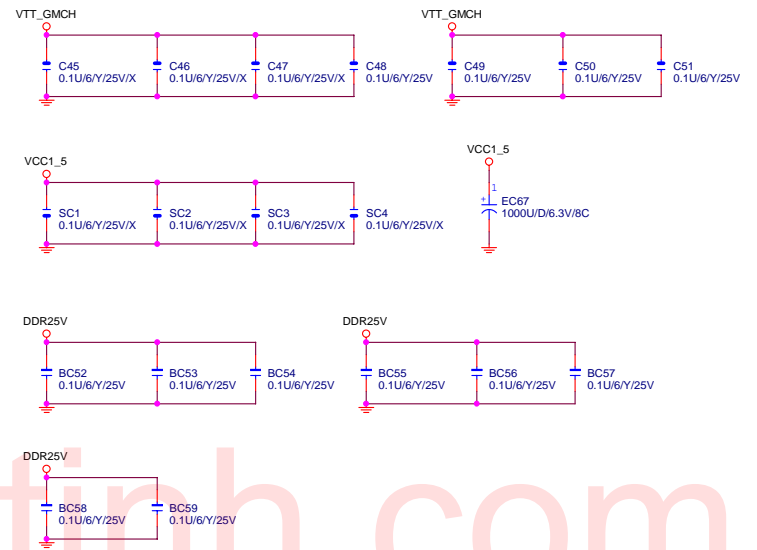 VTT_GMCH
VTT_GMCH
C45
C46
C47
C48
C49
C50
C51
0.1U/6/Y/25V/X
0.1U/6/Y/25V/X
0.1U/6/Y/25V/X
0.1U/6/Y/25V
0.1U/6/Y/25V
0.1U/6/Y/25V
0.1U/6/Y/25V
VCC1_5
VCC1_5
1
+
EC67
1000U/D/6.3V/8C
SC1
SC2
SC3
SC4
0.1U/6/Y/25V/X
0.1U/6/Y/25V/X
0.1U/6/Y/25V/X
0.1U/6/Y/25V/X
DDR25V
DDR25V
BC52
BC53
BC54
BC55
BC56
BC57
0.1U/6/Y/25V
0.1U/6/Y/25V
0.1U/6/Y/25V
0.1U/6/Y/25V
0.1U/6/Y/25V
0.1U/6/Y/25V
DDR25V
BC58
BC59
0.1U/6/Y/25V
0.1U/6/Y/25V
tinh.com